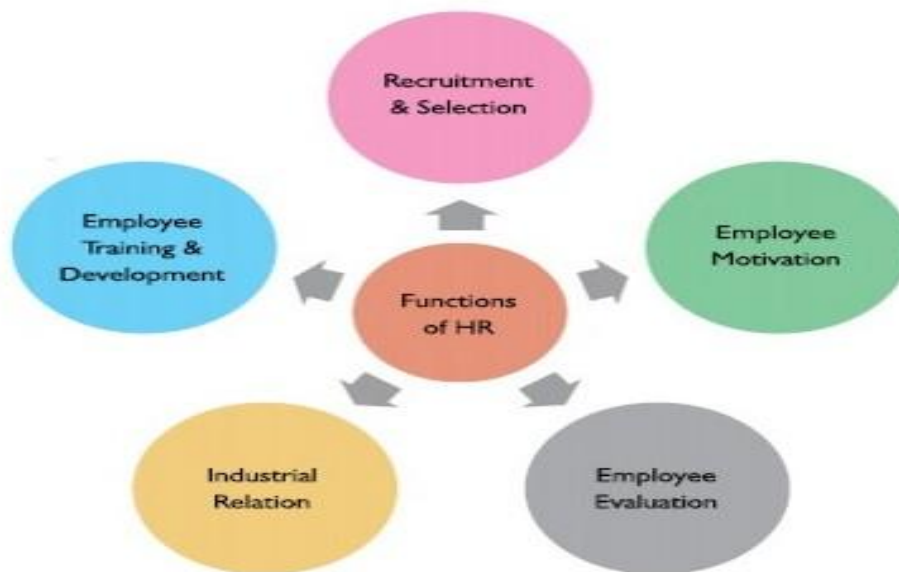 Recruitment
& Selection
Employee
Training &
Development
Employee
Motivation
Functions
of HR
Industrial
Relation
Employee
Evaluation